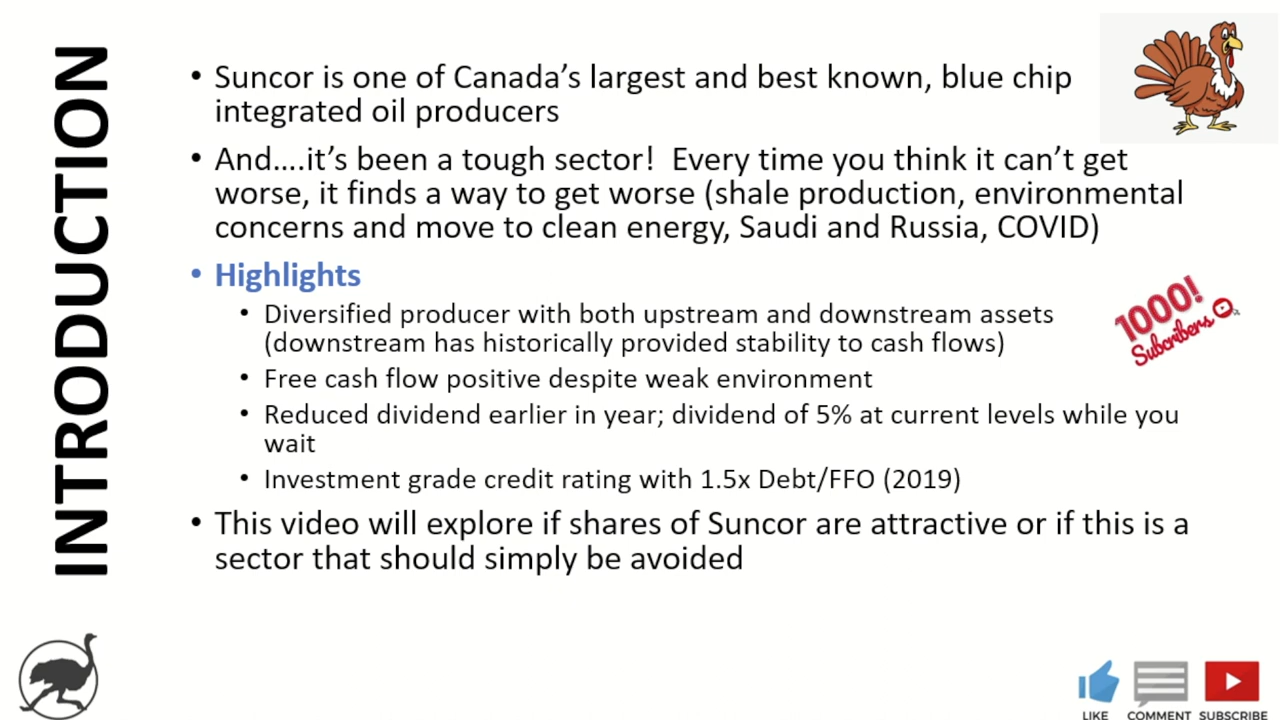 INTRODUCTION
• Suncor is one of Canada’s largest and best known, blue chip
integrated oil producers
• And....it’s been a tough sector!  Every time you think it can’t get
worse, it finds a way to get worse (shale production, environmental
concerns and move to clean energy, Saudi and Russia, COVID)
• Highlights
• Diversified producer with both upstream and downstream assets
(downstream has historically provided stability to cash flows)
• Free cash flow positive despite weak environment
• Reduced dividend earlier in year; dividend of 5% at current levels while you
wait
• Investment grade credit rating with 1.5x Debt/FFO (2019)
• This video will explore if shares of Suncor are attractive or if this is a
sector that should simply be avoided
1000!
Subcribers
LIKE COMMENT SUBSCRIBE